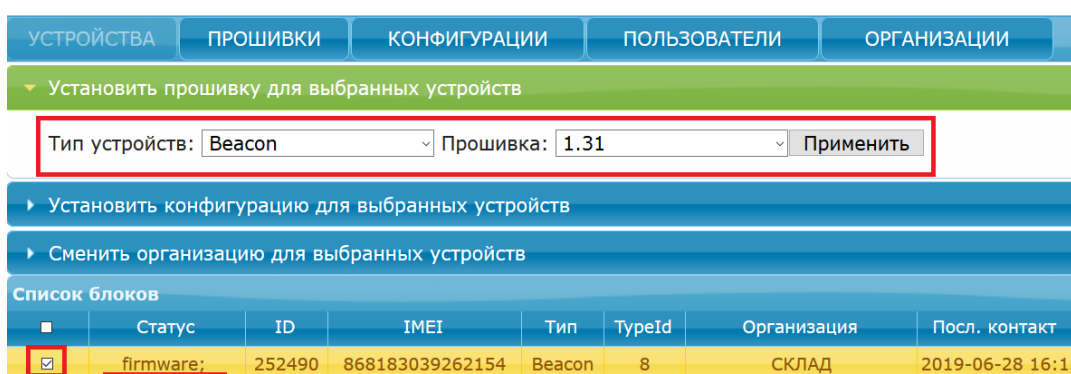 УСТРОЙСТВА ПРОШИВКИ КОНФИГУРАЦИИ ПОЛЬЗОВАТЕЛИ ОРГАНИЗАЦИИ
Установить прошивку для выбранных устройств
Тип устройств: Beacon Прошивка: 1.31 Применить
Установить конфигурацию для выбранных устройств
Сменить организацию для выбранных устройств
Список блоков
Статус ID IMEI Тип TypeId Организация Посл. контакт
firmware; 252490 868183039262154 Beacon 8 СКЛАД 2019-06-28 16:1